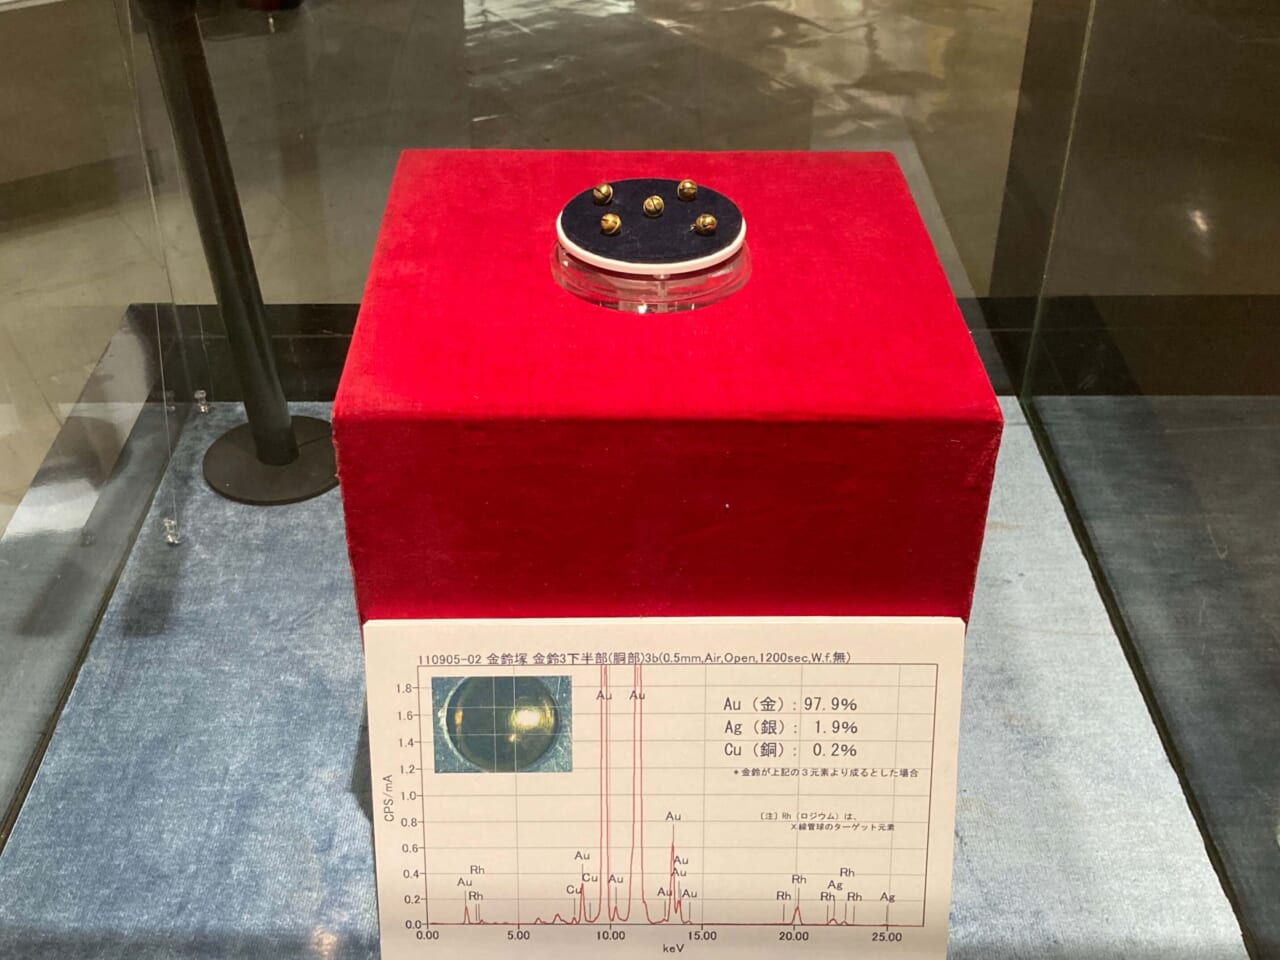 110905-02 金鈴塚 金鈴3下半部(胴部)3b(0.5mm,Air,Open,1200sec,W.f.無)
Au Au
Au（金）: 97.9%
Ag（銀）: 1.9%
Cu（銅）: 0.2%
＊金鈴が上記の３元素より成るとした場合
〔注〕Rh（ロジウム）は、
X線管球のターゲット元素
CPS/mA
1.8
1.6
1.4
1.2
1.0
0.8
0.6
0.4
0.2
0.0
Au
Au
Au
Au
Rh
Au
Rh
Cu
Cu
Au
Au
Au
Rh
Rh
Rh
Ag
Rh
Rh
Ag
0.00 5.00 10.00 15.00 20.00 25.00
keV